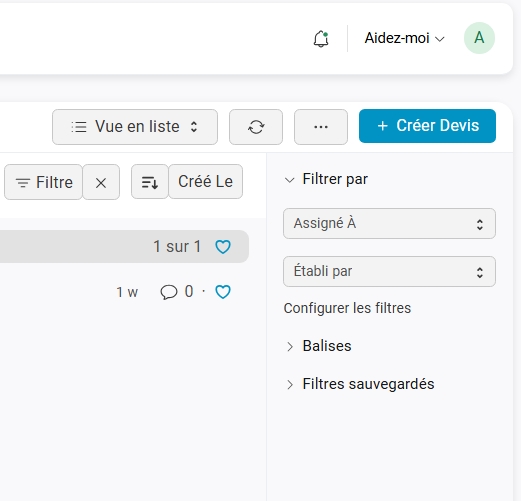 Aidez-moi
A
Vue en liste
...
+ Créer Devis
Filtre
Créé Le
Filtrer par
Assigné À
1 sur 1
Établi par
1 w
0 ·
Configurer les filtres
Balises
Filtres sauvegardés